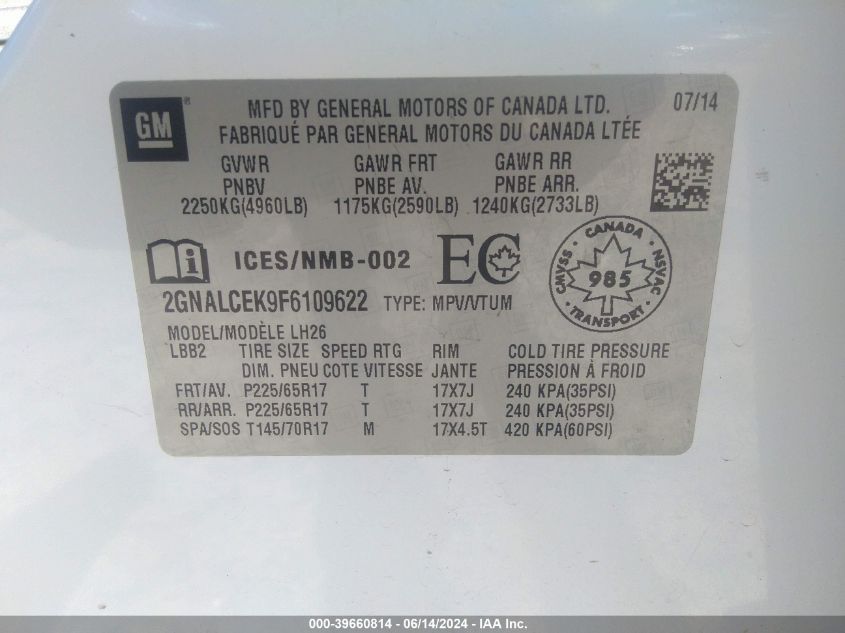 GM ®
MFD BY GENERAL MOTORS OF CANADA LTD. 07/14
FABRIQUÉ PAR GENERAL MOTORS DU CANADA LTÉE
GVWR GAWR FRT GAWR RR
PNBV PNBE AV. PNBE ARR.
2250KG(4960LB) 1175KG(2590LB) 1240KG(2733LB)
i ICES/NMB-002 EC
CANADA CMVSS 985 NSVAC TRANSPORT
2GNALCEK9F6109622 TYPE: MPV/VTUM
MODEL/MODÈLE LH26
LBB2 TIRE SIZE SPEED RTG RIM COLD TIRE PRESSURE
DIM. PNEU COTE VITESSE JANTE PRESSION À FROID
FRT/AV. P225/65R17 T 17X7J 240 KPA(35PSI)
RR/ARR. P225/65R17 T 17X7J 240 KPA(35PSI)
SPA/SOS T145/70R17 M 17X4.5T 420 KPA(60PSI)
000-39660814 - 06/14/2024 - IAA Inc.